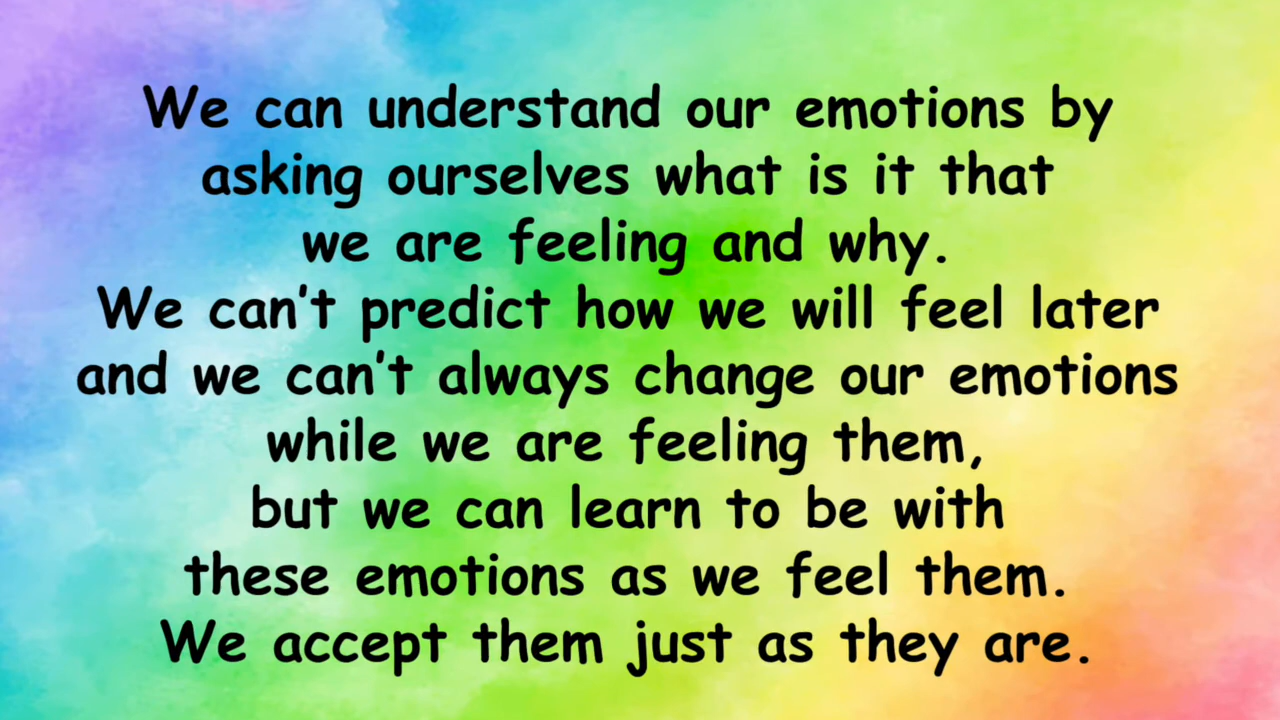 We can understand our emotions by
asking ourselves what is it that
we are feeling and why.
We can't predict how we will feel later
and we can't always change our emotions
while we are feeling them,
but we can learn to be with
these emotions as we feel them.
We accept them just as they are.